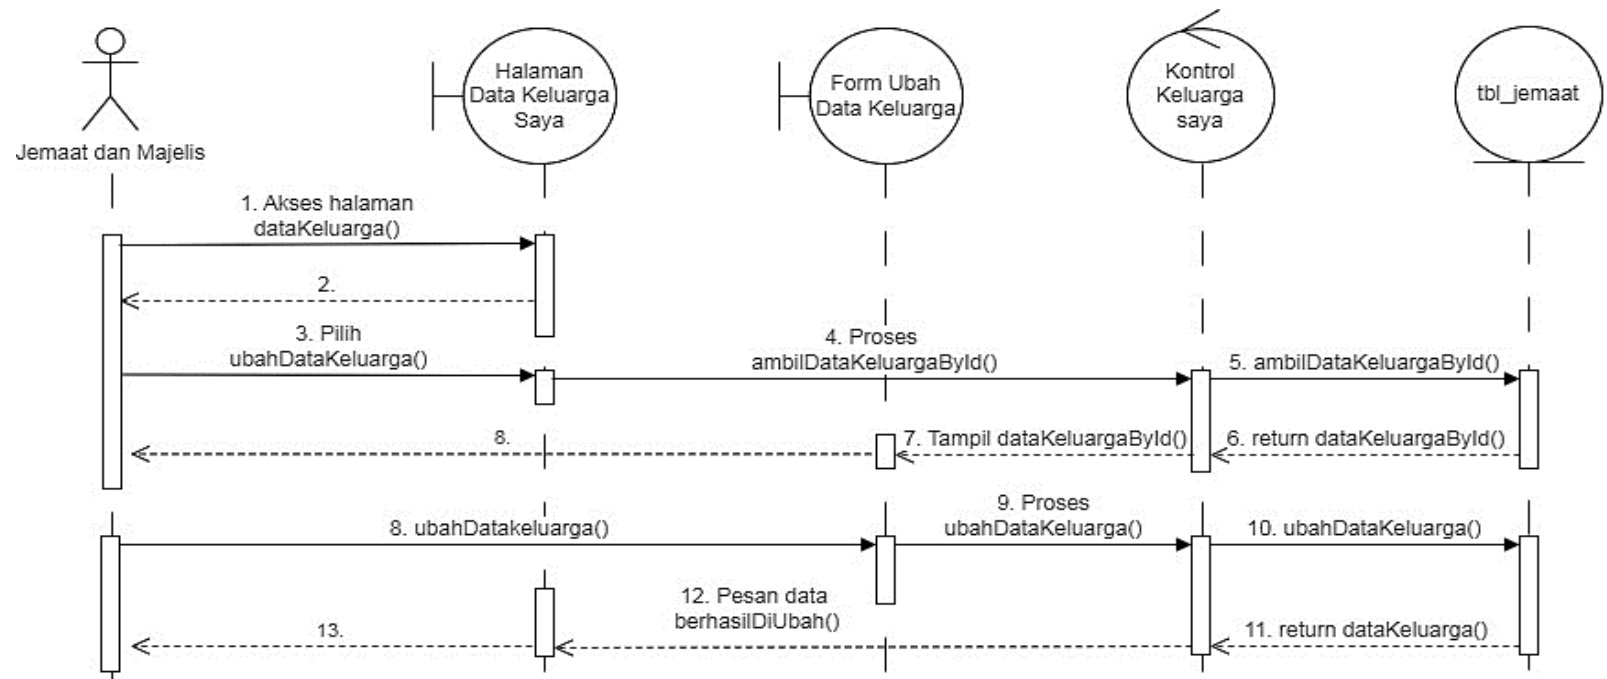 Halaman
Data Keluarga
Saya
Form Ubah
Data Keluarga
Kontrol
Keluarga
saya
tbl_jemaat
Jemaat dan Majelis
1. Akses halaman
dataKeluarga()
2.
3. Pilih
ubahDataKeluarga()
4. Proses
ambilDataKeluargaById()
5. ambilDataKeluargaById()
8.
7. Tampil dataKeluargaById()
6. return dataKeluargaById()
8. ubahDatakeluarga()
9. Proses
ubahDataKeluarga()
10. ubahDataKeluarga()
12. Pesan data
berhasilDiUbah()
13.
11. return dataKeluarga()